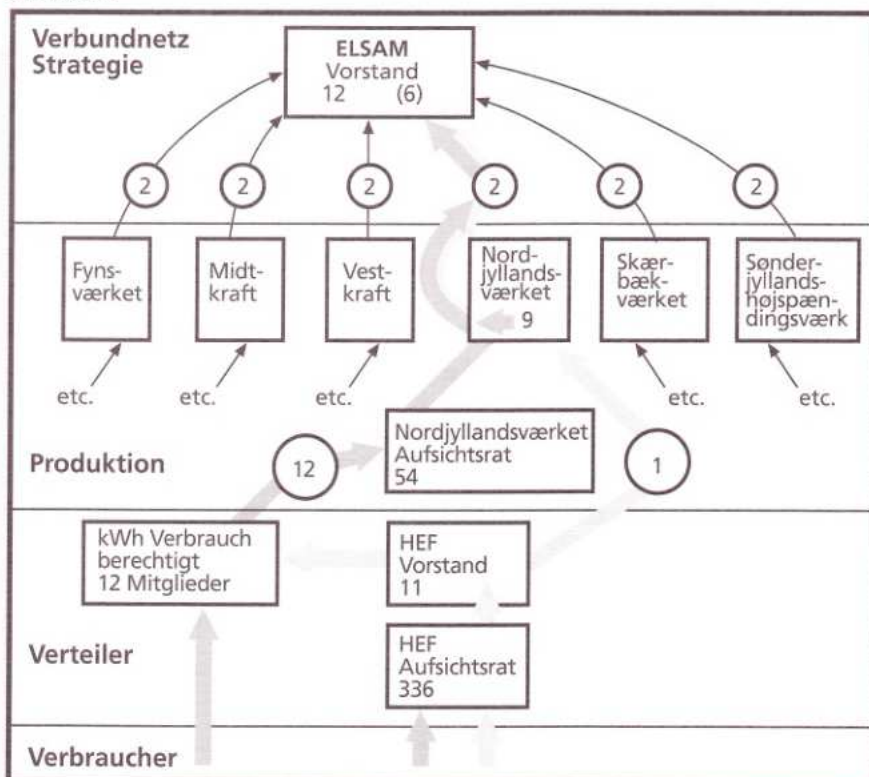 Verbundnetz
Strategie
ELSAM
Vorstand
12 (6)
2
2
2
2
2
2
Fyns-
værket
Midt-
kraft
Vest-
kraft
Nord-
jyllands-
værket
9
Skær-
bæk-
værket
Sønder-
jyllands-
højspæn-
dingsværk
etc.
etc.
etc.
etc.
etc.
Produktion
12
Nordjyllandsværket
Aufsichtsrat
54
1
kWh Verbrauch
berechtigt
12 Mitglieder
HEF
Vorstand
11
Verteiler
HEF
Aufsichtsrat
336
Verbraucher